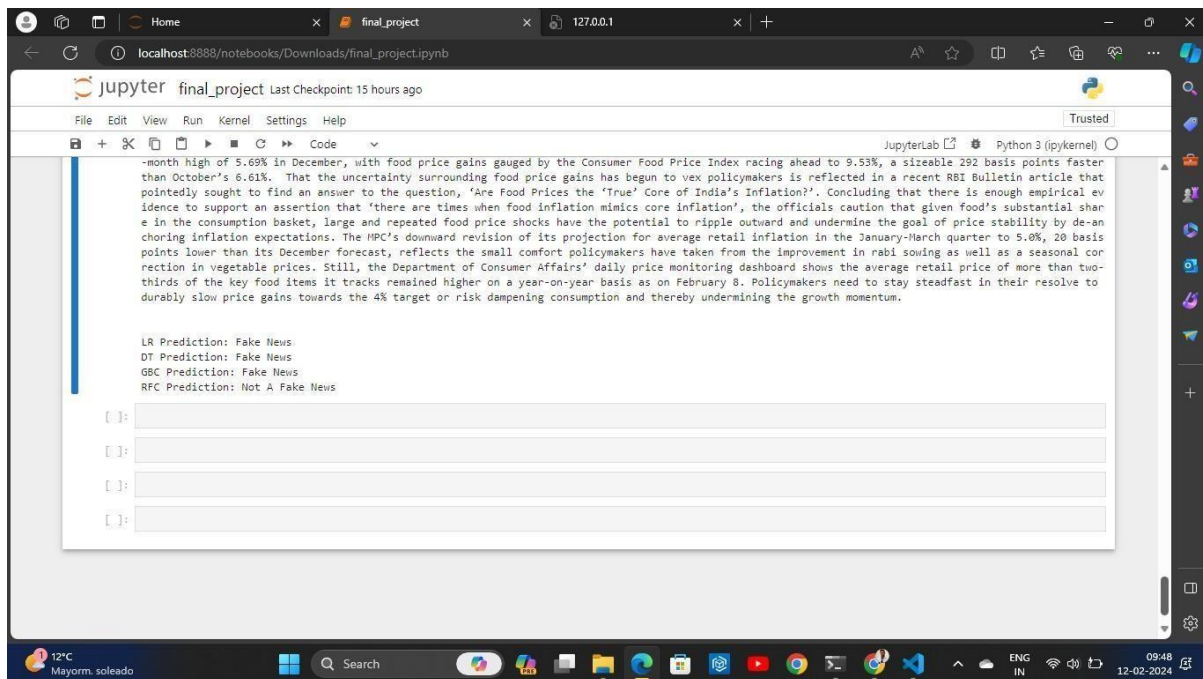 Home
final_project
127.0.0.1
localhost:8888/notebooks/Downloads/final_project.ipynb
jupyter final_project Last Checkpoint: 15 hours ago
File Edit View Run Kernel Settings Help
Trusted
Code
JupyterLab
Python 3 (ipykernel)
-month high of 5.69% in December, with food price gains gauged by the Consumer Food Price Index racing ahead to 9.53%, a sizeable 292 basis points faster
than October's 6.61%. That the uncertainty surrounding food price gains has begun to vex policymakers is reflected in a recent RBI Bulletin article that
pointedly sought to find an answer to the question, 'Are Food Prices the 'True' Core of India's Inflation?'. Concluding that there is enough empirical ev
idence to support an assertion that 'there are times when food inflation mimics core inflation', the officials caution that given food's substantial shar
e in the consumption basket, large and repeated food price shocks have the potential to ripple outward and undermine the goal of price stability by de-an
choring inflation expectations. The MPC's downward revision of its projection for average retail inflation in the January-March quarter to 5.0%, 20 basis
points lower than its December forecast, reflects the small comfort policymakers have taken from the improvement in rabi sowing as well as a seasonal cor
rection in vegetable prices. Still, the Department of Consumer Affairs' daily price monitoring dashboard shows the average retail price of more than two-
thirds of the key food items it tracks remained higher on a year-on-year basis as on February 8. Policymakers need to stay steadfast in their resolve to
durably slow price gains towards the 4% target or risk dampening consumption and thereby undermining the growth momentum.
LR Prediction: Fake News
DT Prediction: Fake News
GBC Prediction: Fake News
RFC Prediction: Not A Fake News
[ ]:
[ ]:
[ ]:
[ ]:
1
12°C
Mayorm. soleado
Search
PRE
ENG
IN
09:48
12-02-2024